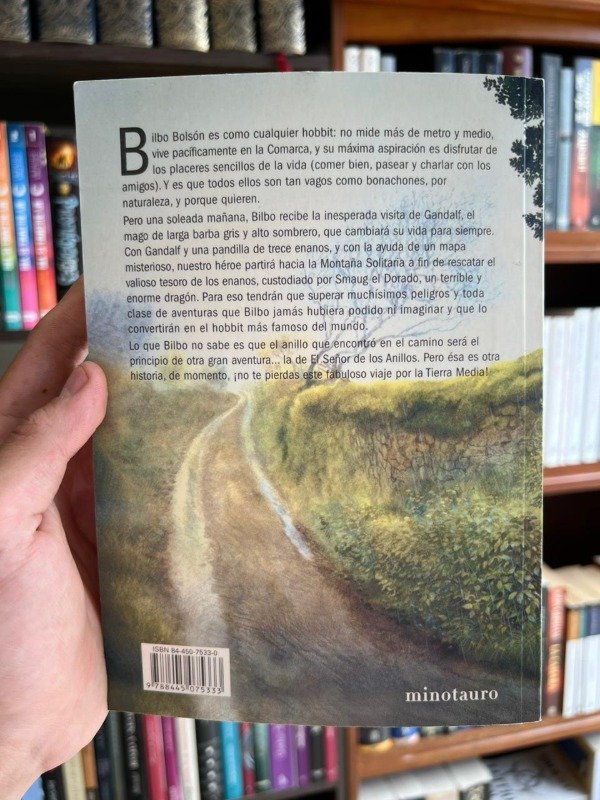 Bilbo Bolsón es como cualquier hobbit: no mide más de metro y medio,
vive pacíficamente en la Comarca, y su máxima aspiración es disfrutar de
los placeres sencillos de la vida (comer bien, pasear y charlar con los
amigos). Y es que todos ellos son tan vagos como bonachones, por
naturaleza, y porque quieren.
Pero una soleada mañana, Bilbo recibe la inesperada visita de Gandalf, el
mago de larga barba gris y alto sombrero, que cambiará su vida para siempre.
Con Gandalf y una pandilla de trece enanos, y con la ayuda de un mapa
misterioso, nuestro héroe partirá hacia la Montaña Solitaria a fin de rescatar el
valioso tesoro de los enanos, custodiado por Smaug el Dorado, un terrible y
enorme dragón. Para eso tendrán que superar muchísimos peligros y toda
clase de aventuras que Bilbo jamás hubiera podido ni imaginar y que lo
convertirán en el hobbit más famoso del mundo.
Lo que Bilbo no sabe es que el anillo que encontró en el camino será el
principio de otra gran aventura... la de El Señor de los Anillos. Pero ésa es otra
historia, de momento, ¡no te pierdas este fabuloso viaje por la Tierra Media!
ISBN 84-450-7533-0
9 788445 075333
minotauro